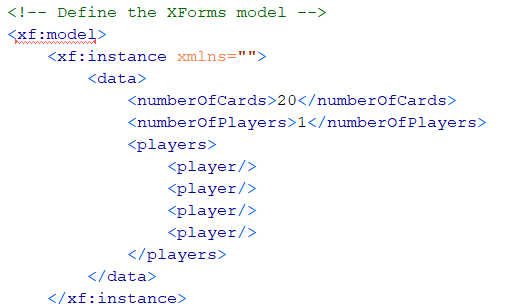 <!-- Define the XForms model -->
<xf:model>
<xf:instance xmlns="">
<data>
<numberOfCards>20</numberOfCards>
<numberOfPlayers>1</numberOfPlayers>
<players>
<player/>
<player/>
<player/>
<player/>
</players>
</data>
</xf:instance>